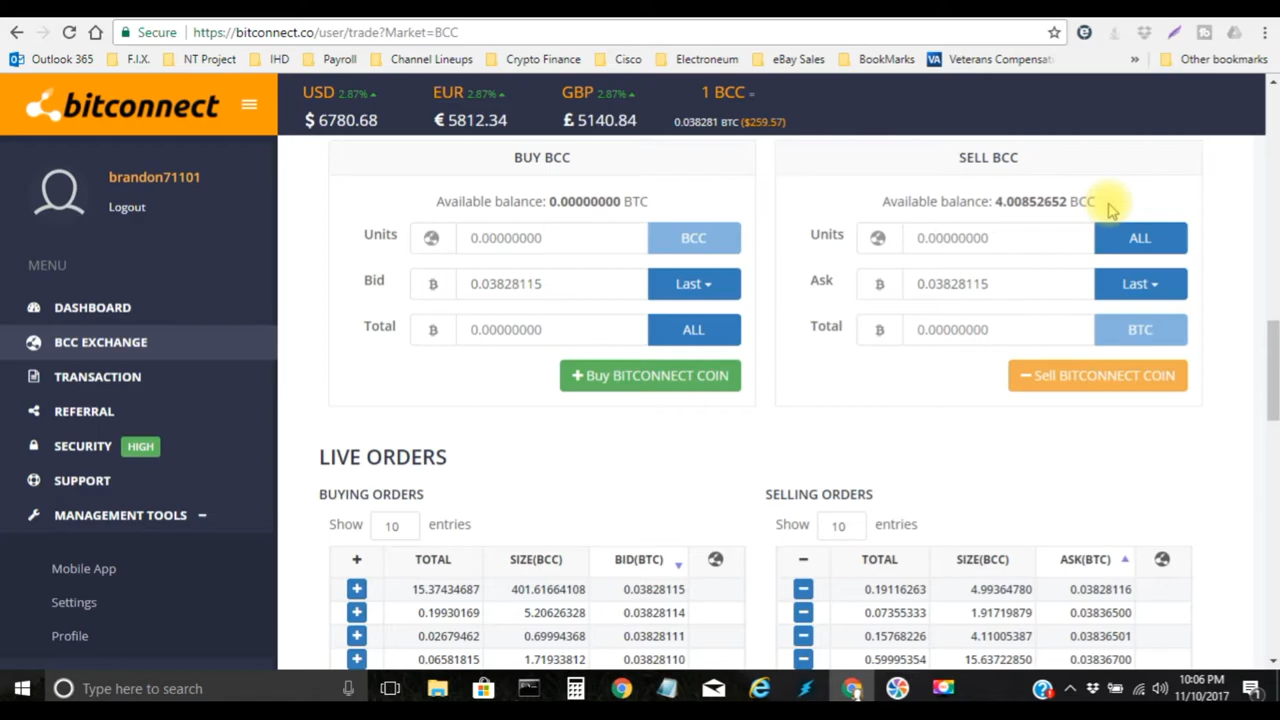 Secure https://bitconnect.co/user/trade?Market=BCC
Outlook 365 F.I.X. NT Project IHD Payroll Channel Lineups Crypto Finance Cisco Electroneum eBay Sales BookMarks VA Veterans Compensat » Other bookmarks
bitconnect
USD 2.87% EUR 2.87% GBP 2.87% 1 BCC =
$ 6780.68 € 5812.34 £ 5140.84 0.038281 BTC ($259.57)
brandon71101
Logout
MENU
DASHBOARD
BCC EXCHANGE
TRANSACTION
REFERRAL
SECURITY HIGH
SUPPORT
MANAGEMENT TOOLS
Mobile App
Settings
Profile
BUY BCC
Available balance: 0.00000000 BTC
Units 0.00000000 BCC
Bid 0.03828115 Last
Total 0.00000000 ALL
+ Buy BITCONNECT COIN
SELL BCC
Available balance: 4.00852652 BCC
Units 0.00000000 ALL
Ask 0.03828115 Last
Total 0.00000000 BTC
− Sell BITCONNECT COIN
LIVE ORDERS
BUYING ORDERS
Show 10 entries
+ TOTAL SIZE(BCC) BID(BTC)
+ 15.37434687 401.61664108 0.03828115
+ 0.19930169 5.20626328 0.03828114
+ 0.02679462 0.69994368 0.03828111
+ 0.06581815 1.71933812 0.03828110
SELLING ORDERS
Show 10 entries
− TOTAL SIZE(BCC) ASK(BTC)
− 0.19116263 4.99364780 0.03828116
− 0.07355333 1.91719879 0.03836500
− 0.15768226 4.11005387 0.03836501
− 0.59995354 15.63722850 0.03836700
Type here to search
10:06 PM
11/10/2017